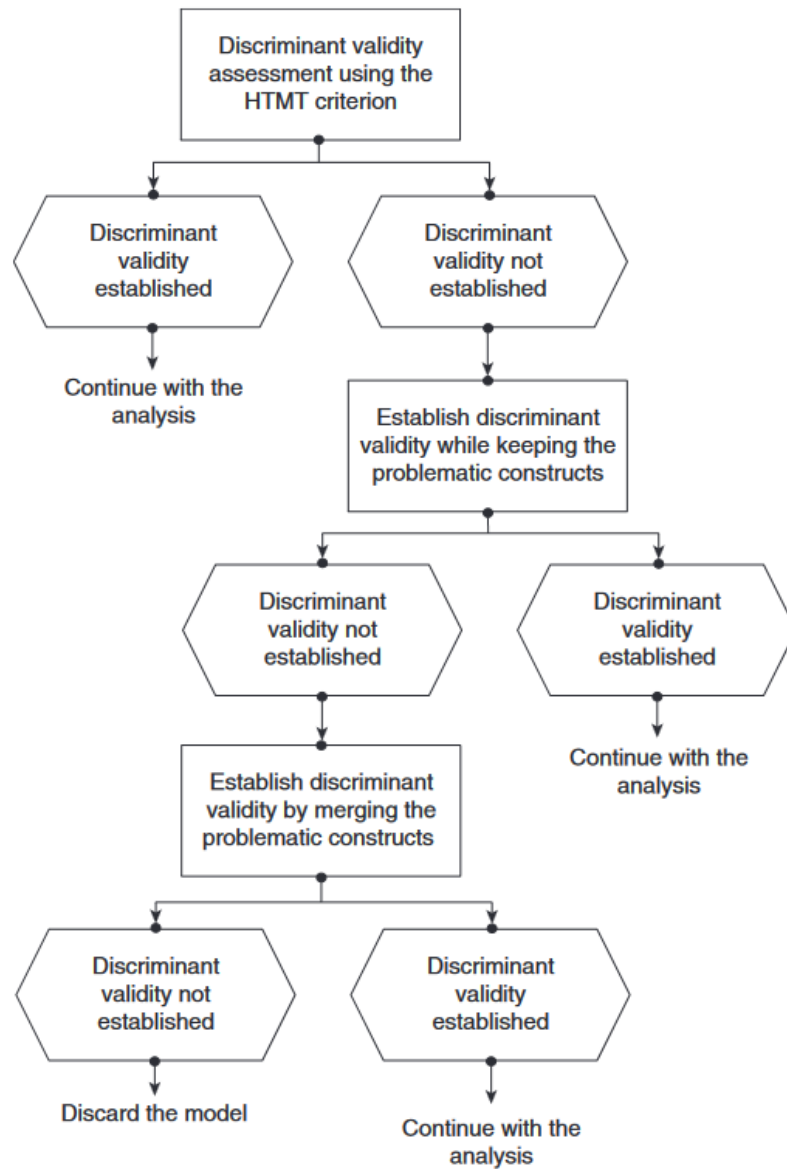 Discriminant validity
assessment using the
HTMT criterion
Discriminant
validity
established
Discriminant
validity not
established
Continue with the
analysis
Establish discriminant
validity while keeping the
problematic constructs
Discriminant
validity not
established
Discriminant
validity
established
Continue with the
analysis
Establish discriminant
validity by merging the
problematic constructs
Discriminant
validity not
established
Discriminant
validity
established
Discard the model
Continue with the
analysis